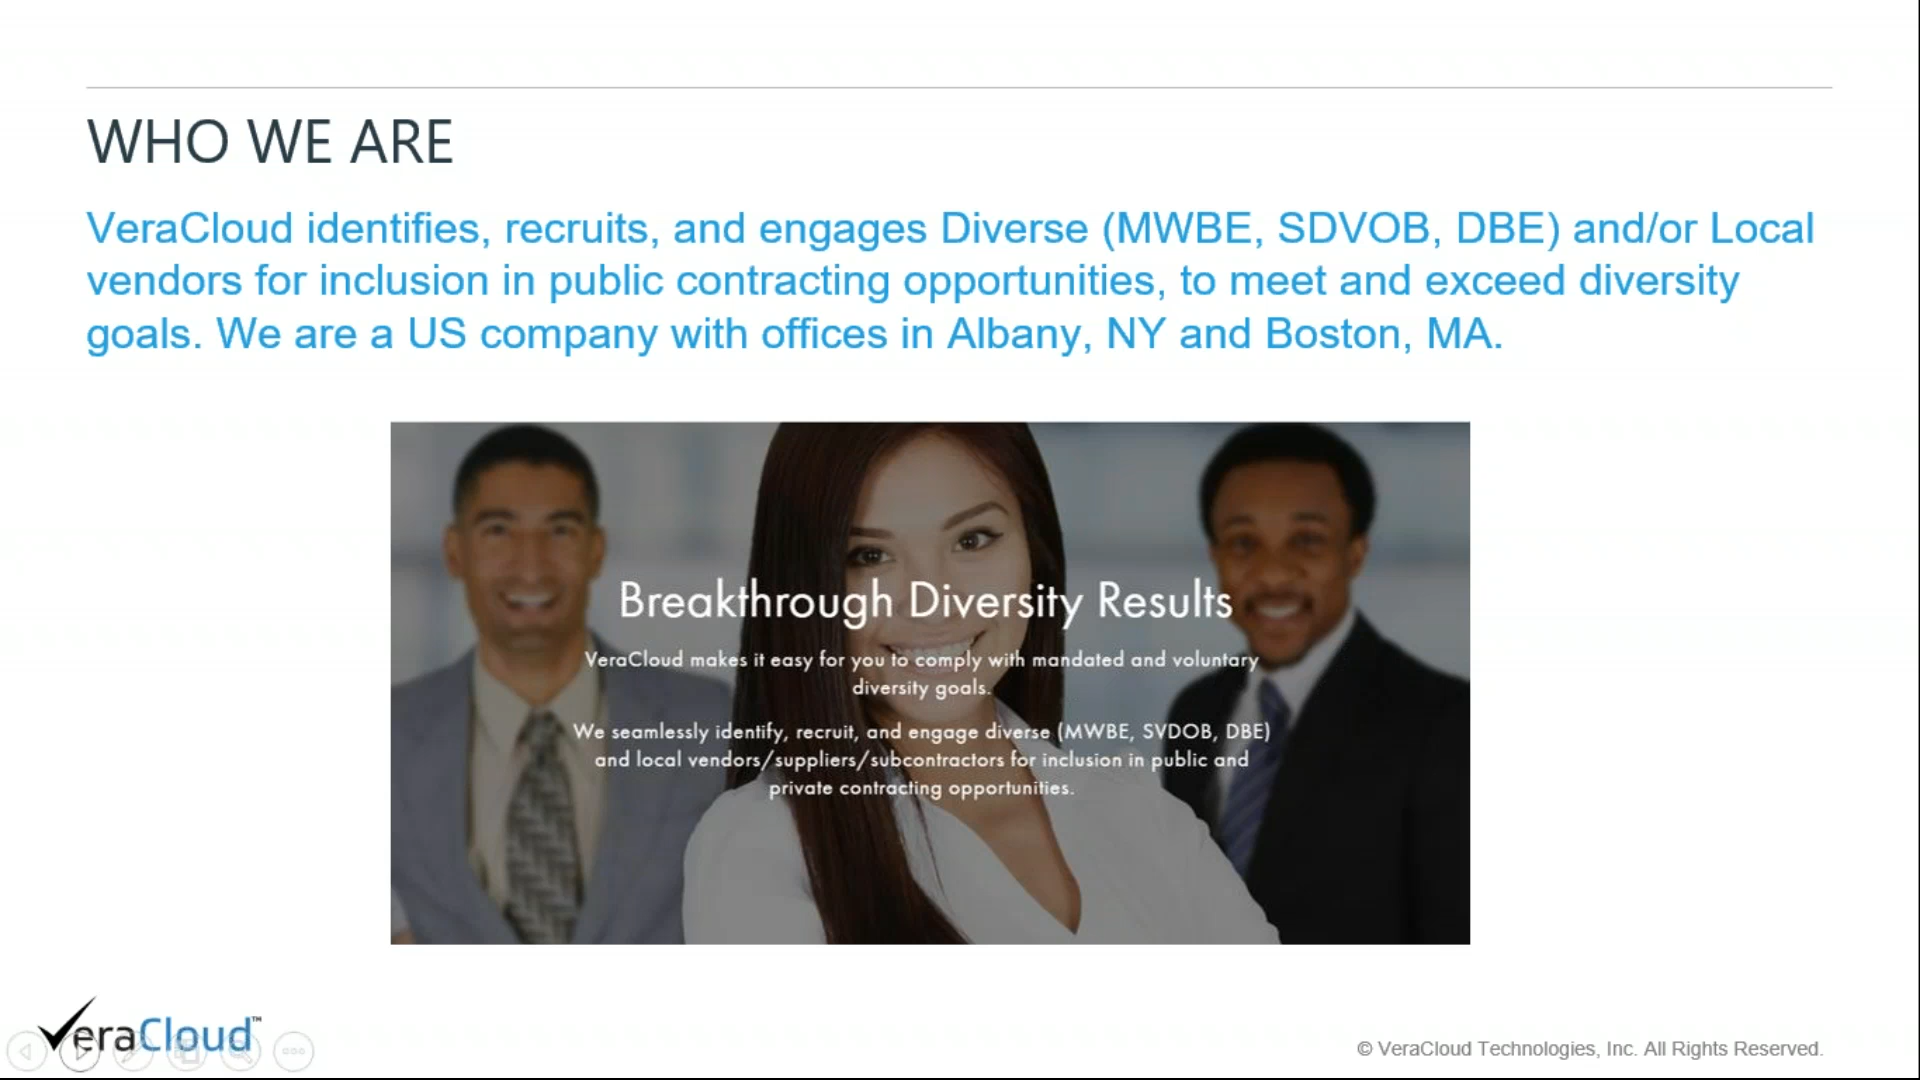 WHO WE ARE
VeraCloud identifies, recruits, and engages Diverse (MWBE, SDVOB, DBE) and/or Local
vendors for inclusion in public contracting opportunities, to meet and exceed diversity
goals. We are a US company with offices in Albany, NY and Boston, MA.
Breakthrough Diversity Results
VeraCloud makes it easy for you to comply with mandated and voluntary
diversity goals.
We seamlessly identify, recruit, and engage diverse (MWBE, SVDOB, DBE)
and local vendors/suppliers/subcontractors for inclusion in public and
private contracting opportunities.
VeraCloud™
© VeraCloud Technologies, Inc. All Rights Reserved.